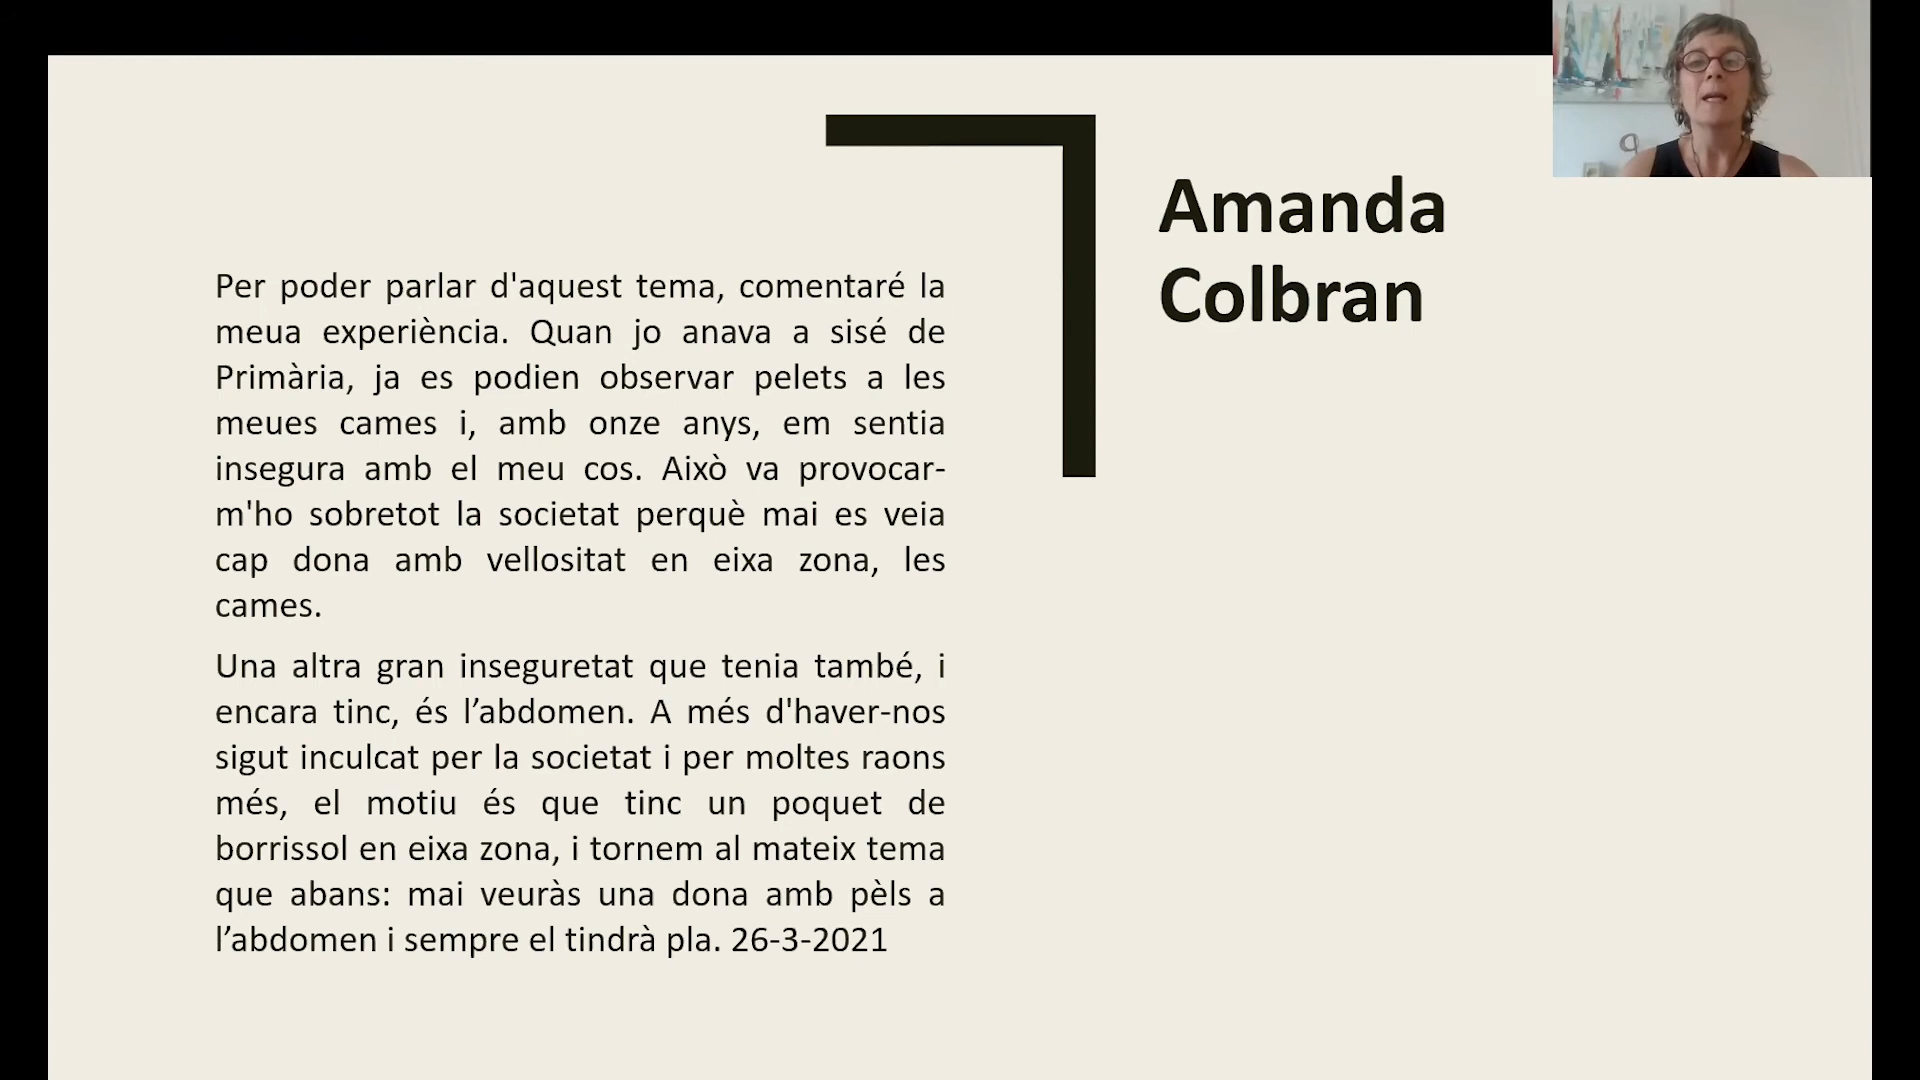 Amanda
Colbran
Per poder parlar d'aquest tema, comentaré la
meua experiència. Quan jo anava a sisé de
Primària, ja es podien observar pelets a les
meues cames i, amb onze anys, em sentia
insegura amb el meu cos. Això va provocar-
m'ho sobretot la societat perquè mai es veia
cap dona amb vellositat en eixa zona, les
cames.
Una altra gran inseguretat que tenia també, i
encara tinc, és l’abdomen. A més d'haver-nos
sigut inculcat per la societat i per moltes raons
més, el motiu és que tinc un poquet de
borrissol en eixa zona, i tornem al mateix tema
que abans: mai veuràs una dona amb pèls a
l’abdomen i sempre el tindrà pla. 26-3-2021